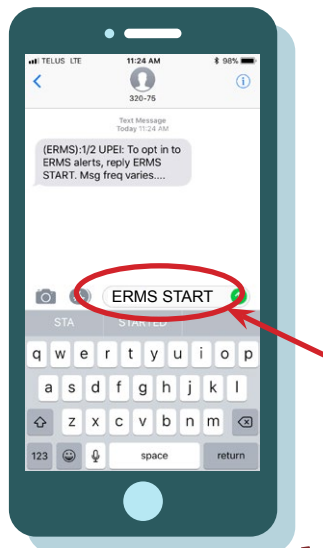 TELUS LTE 11:24 AM 98%
320-75
Text Message
Today 11:24 AM
(ERMS):1/2 UPEI: To opt in to
ERMS alerts, reply ERMS
START. Msg freq varies....
ERMS START
STA STARTED
q w e r t y u i o p
a s d f g h j k l
z x c v b n m
123 space return